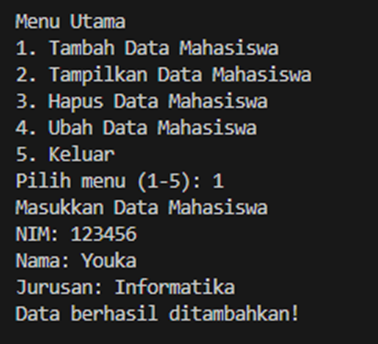 Menu Utama
1. Tambah Data Mahasiswa
2. Tampilkan Data Mahasiswa
3. Hapus Data Mahasiswa
4. Ubah Data Mahasiswa
5. Keluar
Pilih menu (1-5): 1
Masukkan Data Mahasiswa
NIM: 123456
Nama: Youka
Jurusan: Informatika
Data berhasil ditambahkan!